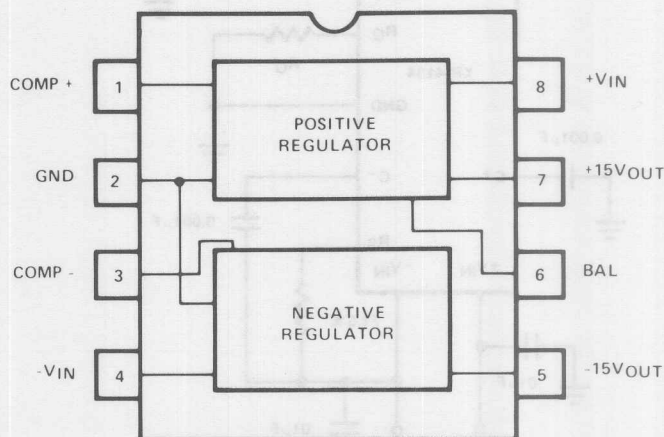 COMP +
1
8
+VIN
POSITIVE
REGULATOR
GND
2
7
+15VOUT
COMP -
3
6
BAL
NEGATIVE
REGULATOR
-VIN
4
5
-15VOUT